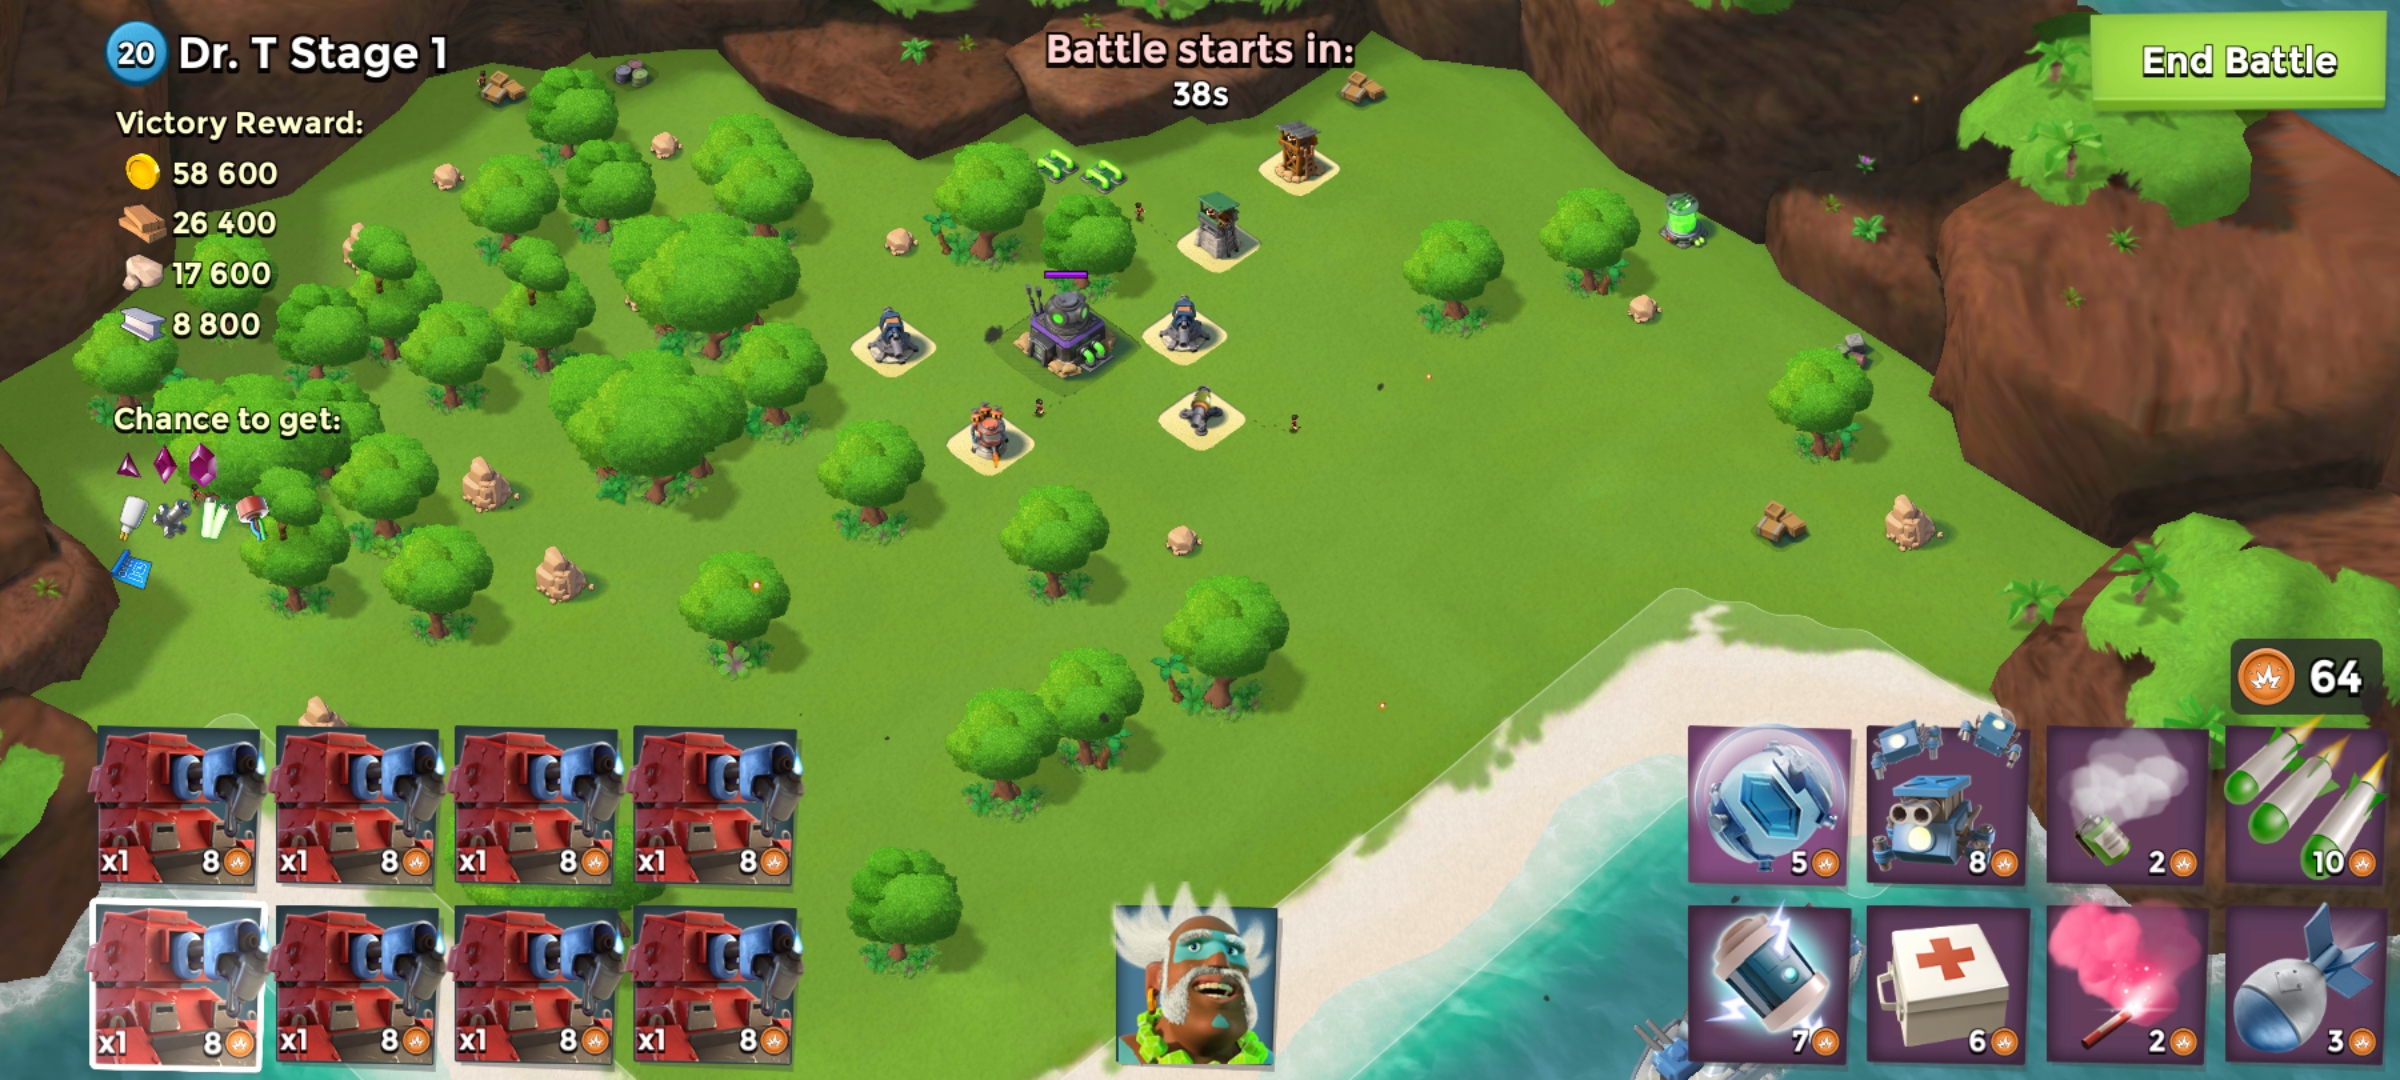 20 Dr. T Stage 1
Battle starts in:
38s
End Battle
Victory Reward:
58 600
26 400
17 600
8 800
Chance to get:
64
x1 8
x1 8
x1 8
x1 8
5
8
2
10
x1 8
x1 8
x1 8
x1 8
7
6
2
3